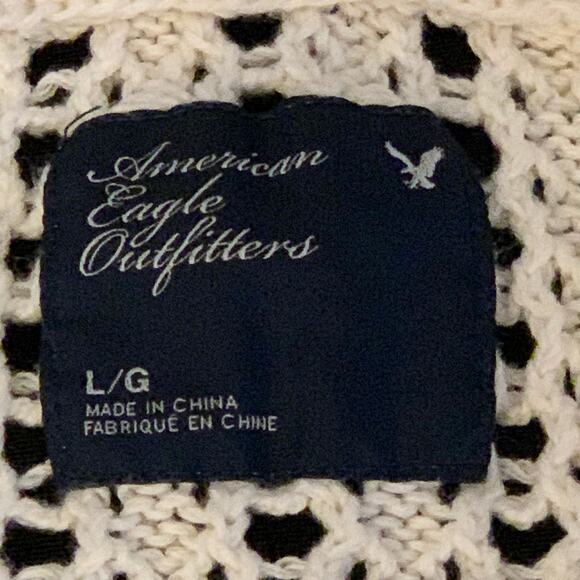 American
Eagle
Outfitters
L/G
MADE IN CHINA
FABRIQUÉ EN CHINE